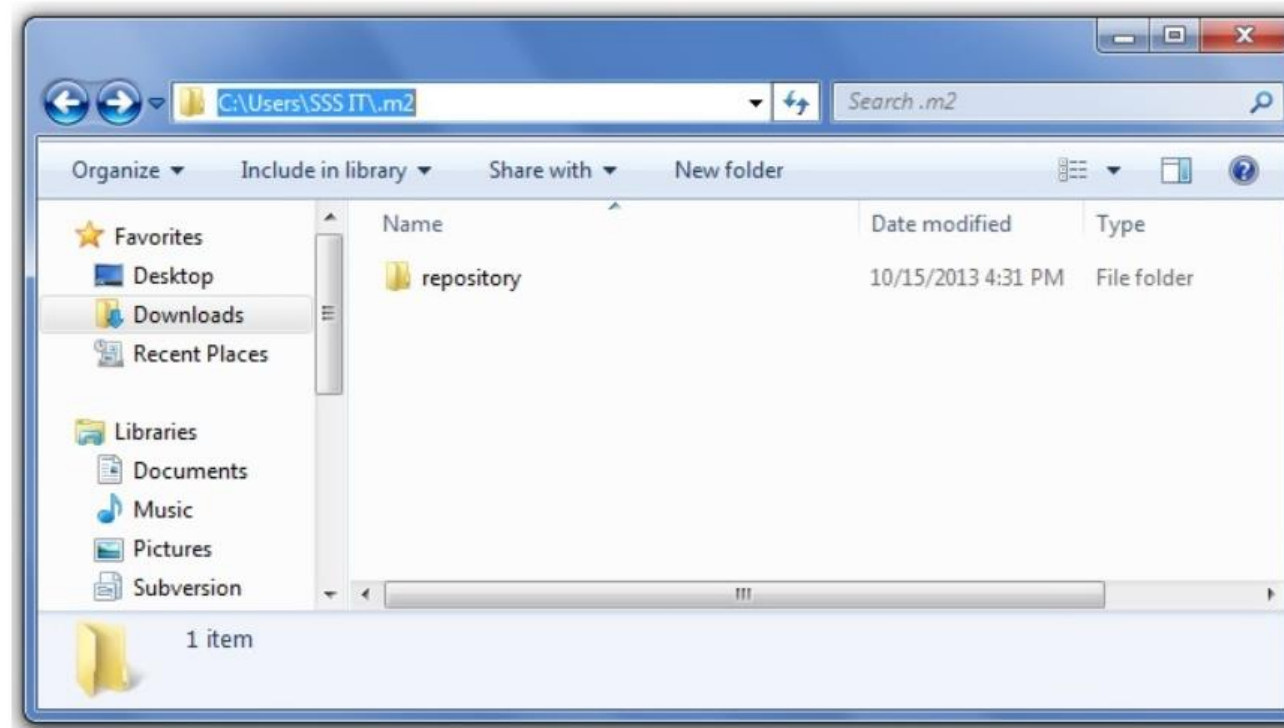 C:\Users\SSS IT\.m2
Search .m2
Organize Include in library Share with New folder
Favorites
Desktop
Downloads
Recent Places
Libraries
Documents
Music
Pictures
Subversion
Name Date modified Type
repository 10/15/2013 4:31 PM File folder
1 item